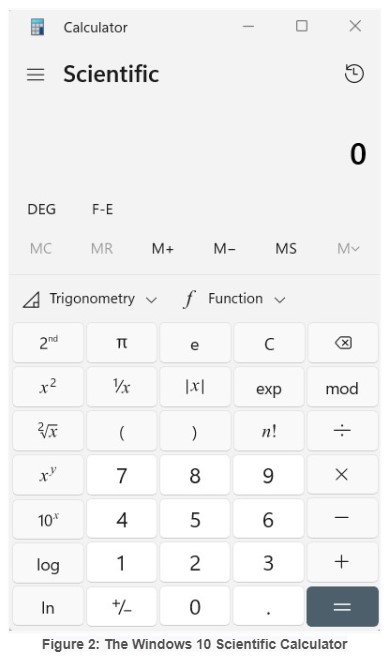 Calculator
Scientific
0
DEG F-E
MC MR M+ M− MS M
Trigonometry f Function
2ⁿᵈ π e C
x² ¹/x |x| exp mod
²√x ( ) n! ÷
xʸ 7 8 9 ×
10ˣ 4 5 6 −
log 1 2 3 +
ln +/− 0 . =
Figure 2: The Windows 10 Scientific Calculator